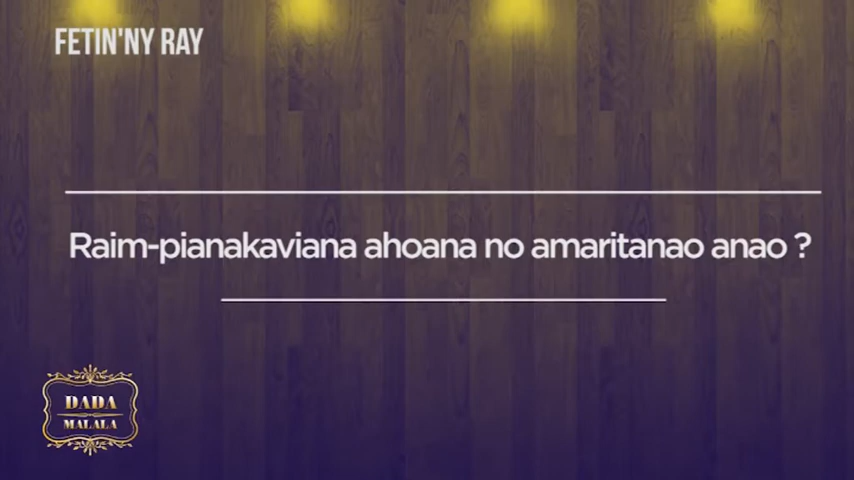 FETIN'NY RAY
Raim-pianakaviana ahoana no amaritanao anao ?
DADA
MALALA